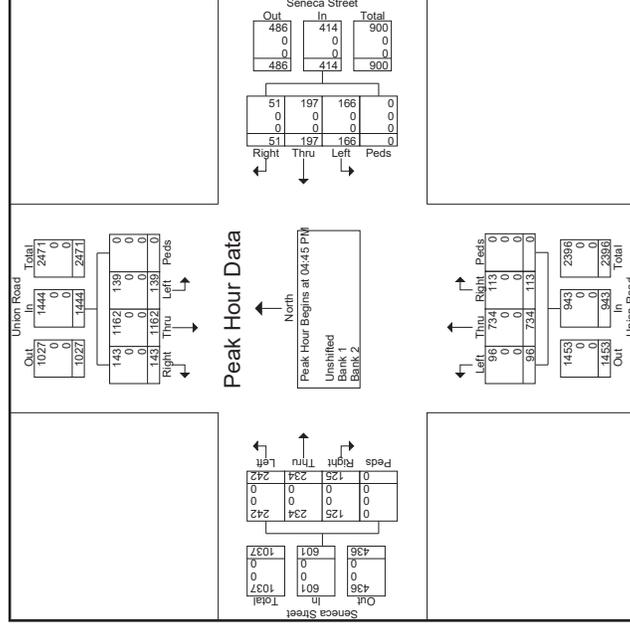 Seneca Street
Out In Total
486 414 900
0 0 0
0 0 0
486 414 900
51 197 166 0
0 0 0 0
0 0 0 0
51 197 166 0
Right Thru Left Peds
Union Road
Out In Total
1027 1444 2471
0 0 0
0 0 0
1027 1444 2471
143 1162 139 0
0 0 0 0
0 0 0 0
143 1162 139 0
Right Thru Left Peds
Peak Hour Data
North
Peak Hour Begins at 04:45 PM
Unshifted
Bank 1
Bank 2
Left Thru Right Peds
96 734 113 0
0 0 0 0
0 0 0 0
96 734 113 0
1453 943 2396
0 0 0
0 0 0
1453 943 2396
Out In Total
Union Road
Left Thru Right Peds
242 234 125 0
0 0 0 0
0 0 0 0
242 234 125 0
1037 601 436
0 0 0
0 0 0
1037 601 436
Total In Out
Seneca Street